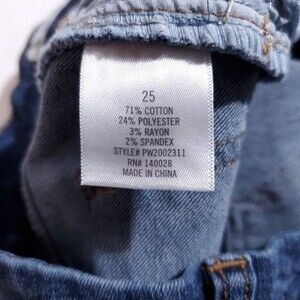 25
71% COTTON
24% POLYESTER
3% RAYON
2% SPANDEX
STYLE# PW2002311
RN# 140028
MADE IN CHINA